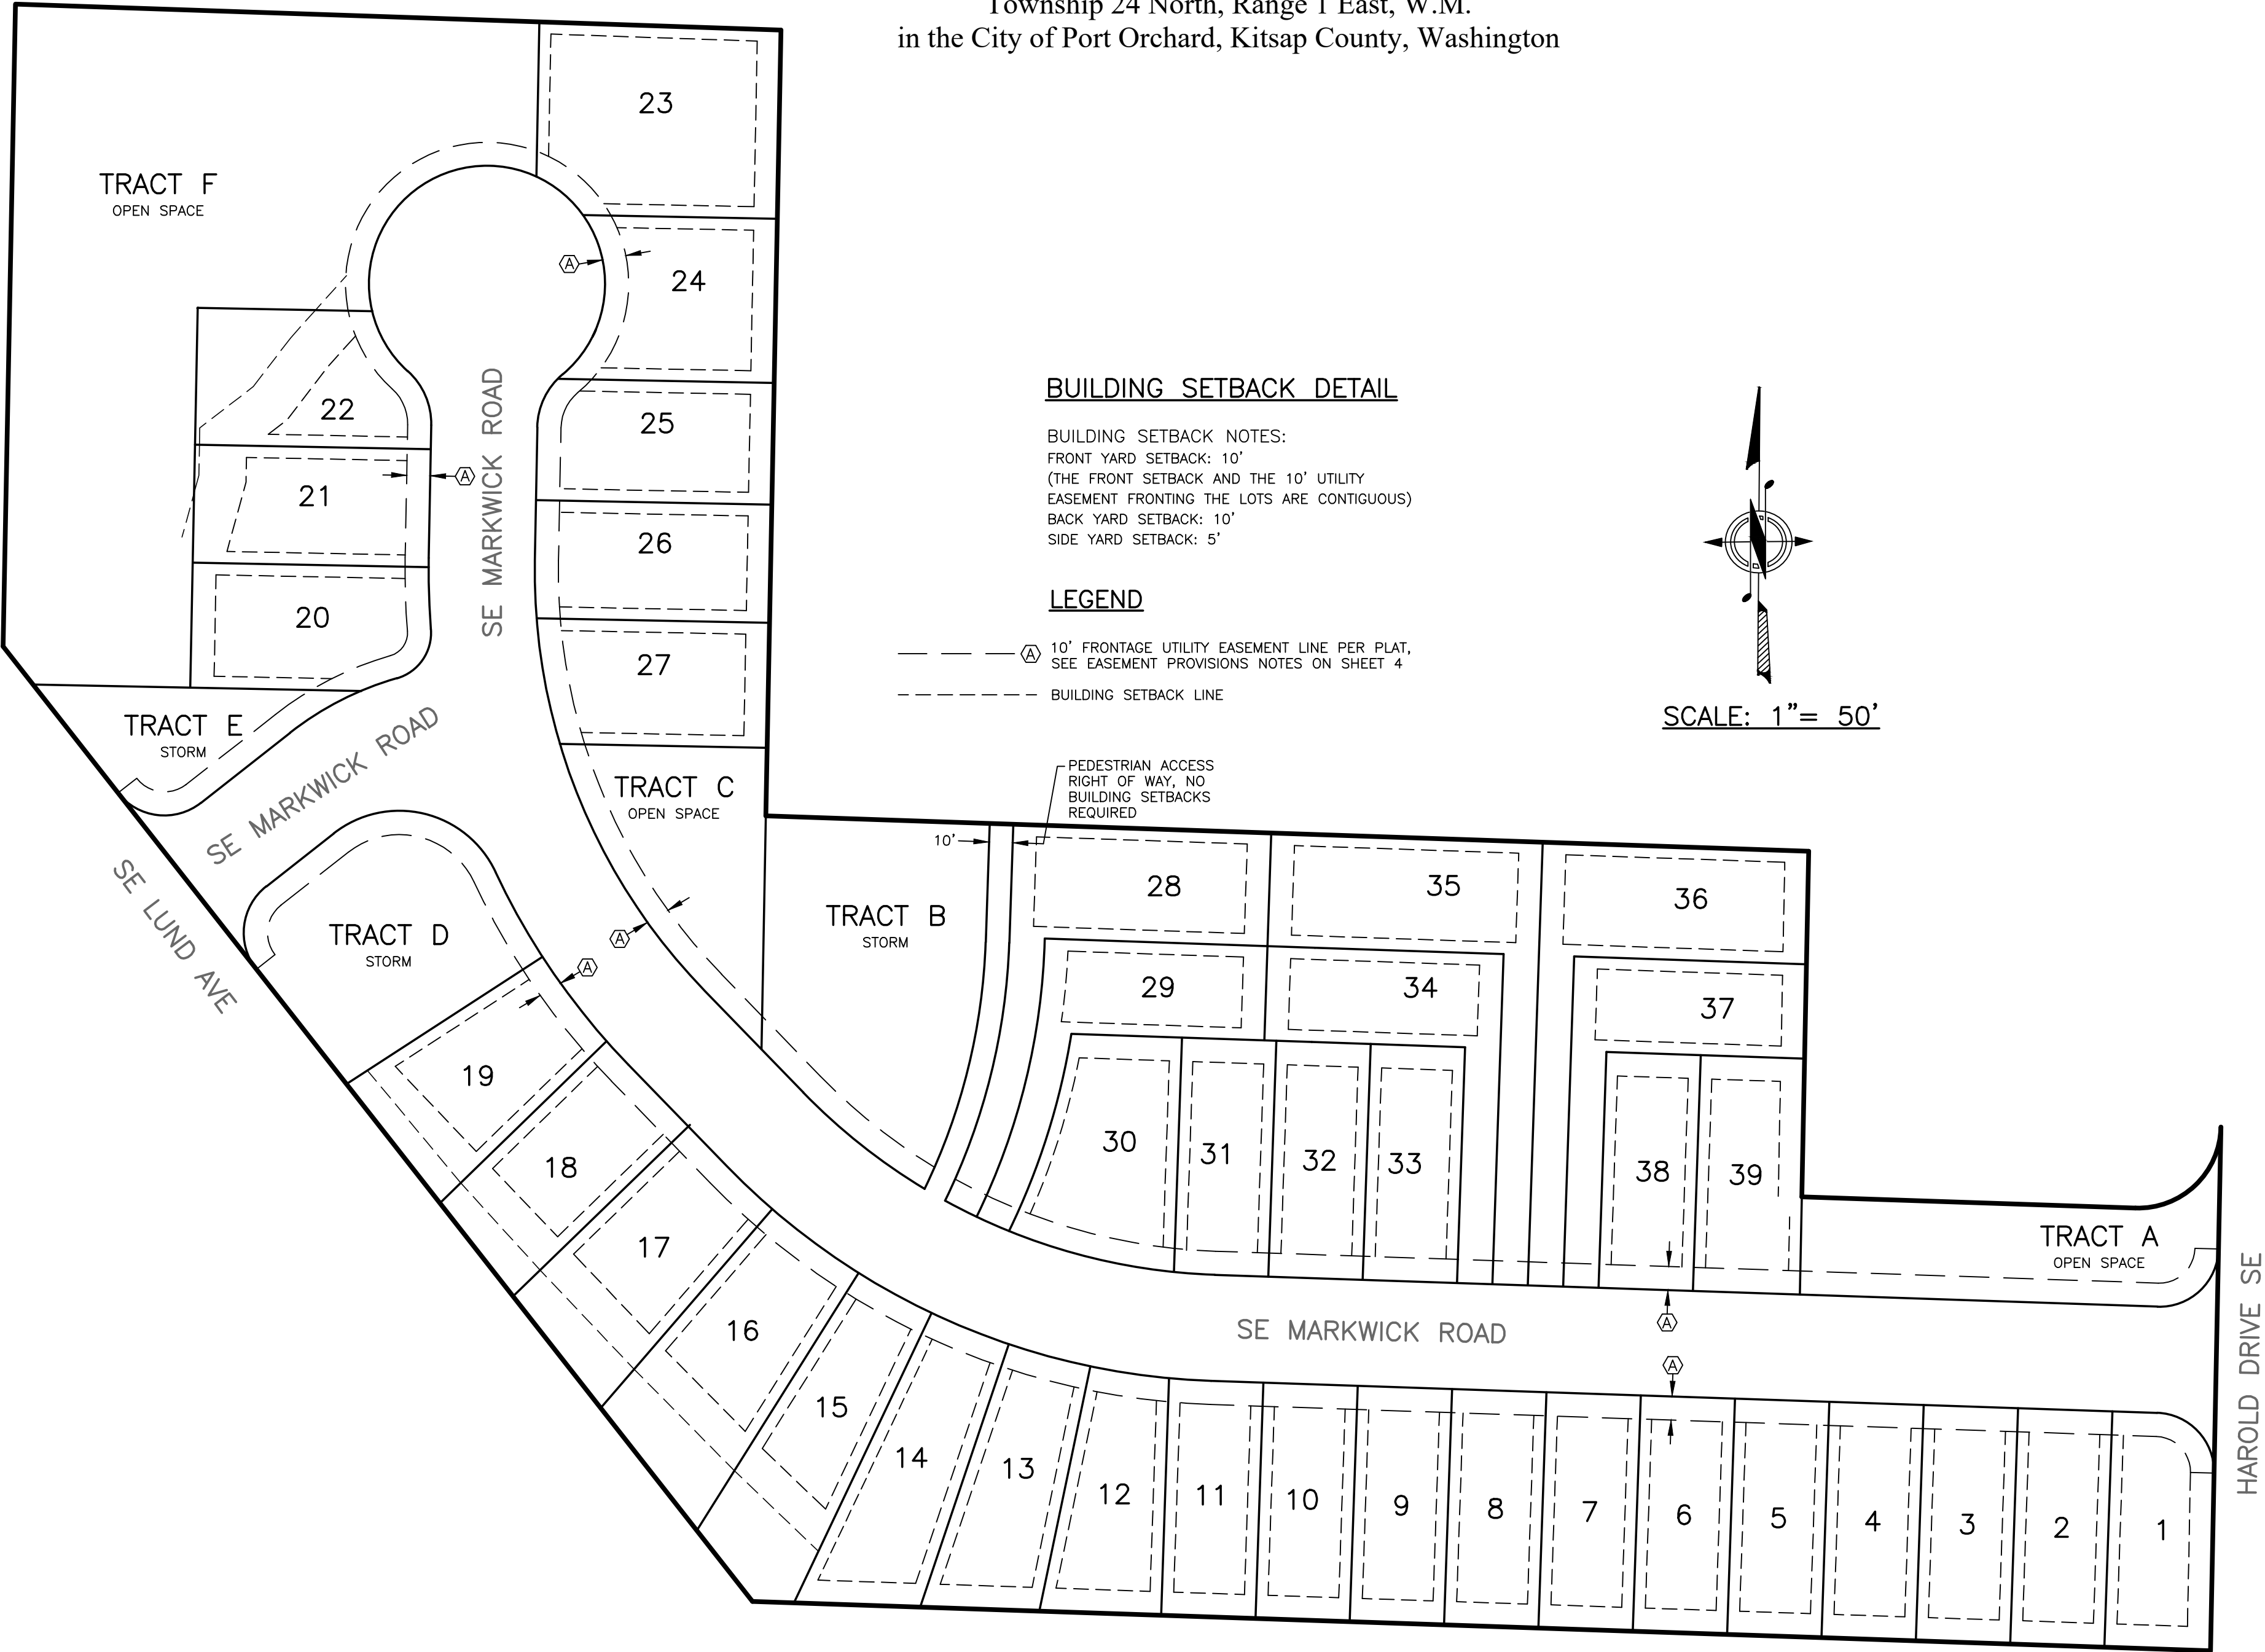 Township 24 North, Range 1 East, W.M.
in the City of Port Orchard, Kitsap County, Washington
23
TRACT F
OPEN SPACE
A
24
SE MARKWICK ROAD
22
25
A
21
26
20
27
BUILDING SETBACK DETAIL
BUILDING SETBACK NOTES:
FRONT YARD SETBACK: 10'
(THE FRONT SETBACK AND THE 10' UTILITY
EASEMENT FRONTING THE LOTS ARE CONTIGUOUS)
BACK YARD SETBACK: 10'
SIDE YARD SETBACK: 5'
LEGEND
A 10' FRONTAGE UTILITY EASEMENT LINE PER PLAT,
SEE EASEMENT PROVISIONS NOTES ON SHEET 4
BUILDING SETBACK LINE
SCALE: 1"= 50'
TRACT E
STORM
SE MARKWICK ROAD
SE LUND AVE
TRACT C
OPEN SPACE
PEDESTRIAN ACCESS
RIGHT OF WAY, NO
BUILDING SETBACKS
REQUIRED
10'
TRACT D
STORM
A
A
TRACT B
STORM
28
35
36
29
34
37
30
31
32
33
38
39
19
18
17
16
15
14
13
12
11
10
9
8
7
6
5
4
3
2
1
SE MARKWICK ROAD
A
A
TRACT A
OPEN SPACE
HAROLD DRIVE SE